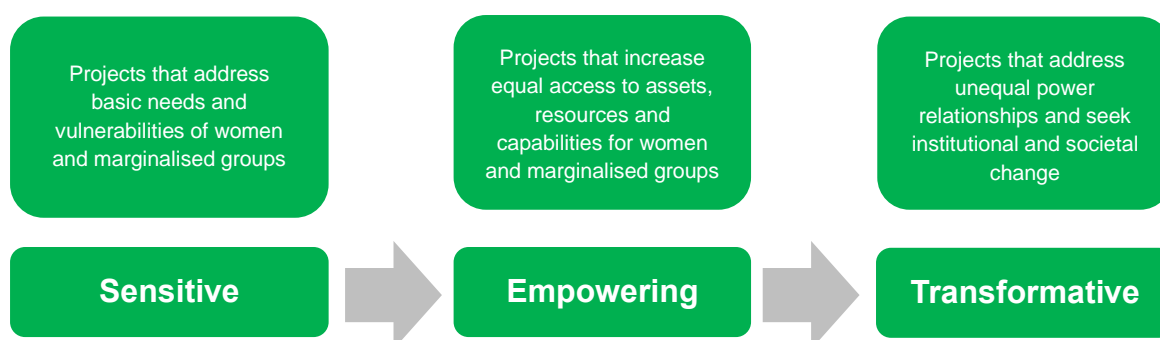 Projects that address
basic needs and
vulnerabilities of women
and marginalised groups
Projects that increase
equal access to assets,
resources and
capabilities for women
and marginalised groups
Projects that address
unequal power
relationships and seek
institutional and societal
change
Sensitive
Empowering
Transformative